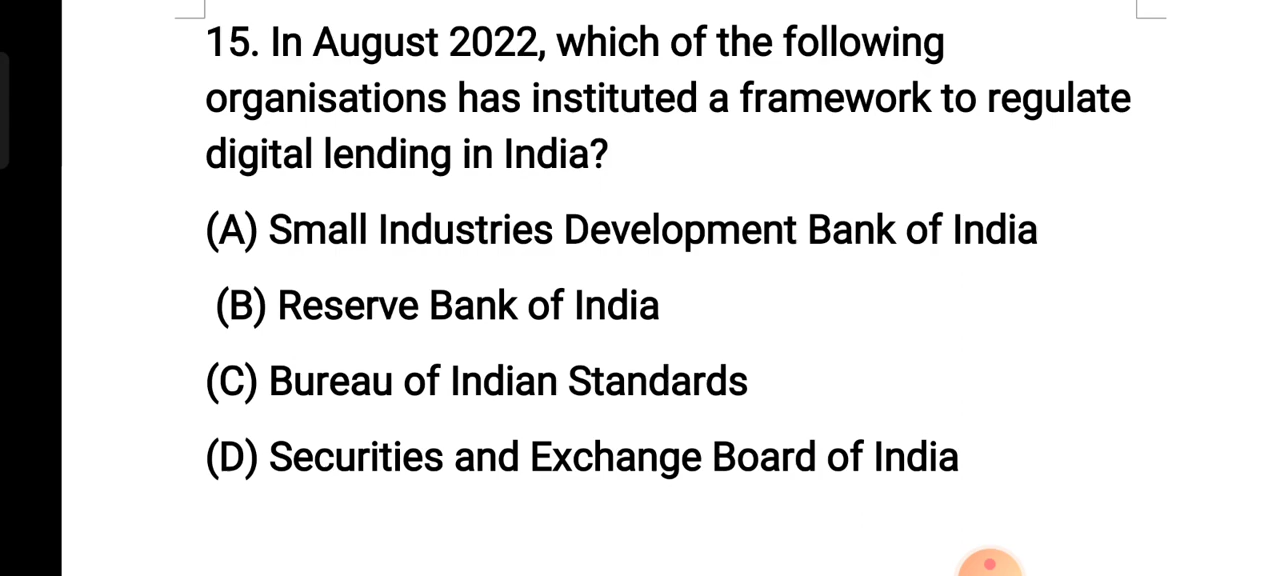 15. In August 2022, which of the following
organisations has instituted a framework to regulate
digital lending in India?
(A) Small Industries Development Bank of India
(B) Reserve Bank of India
(C) Bureau of Indian Standards
(D) Securities and Exchange Board of India